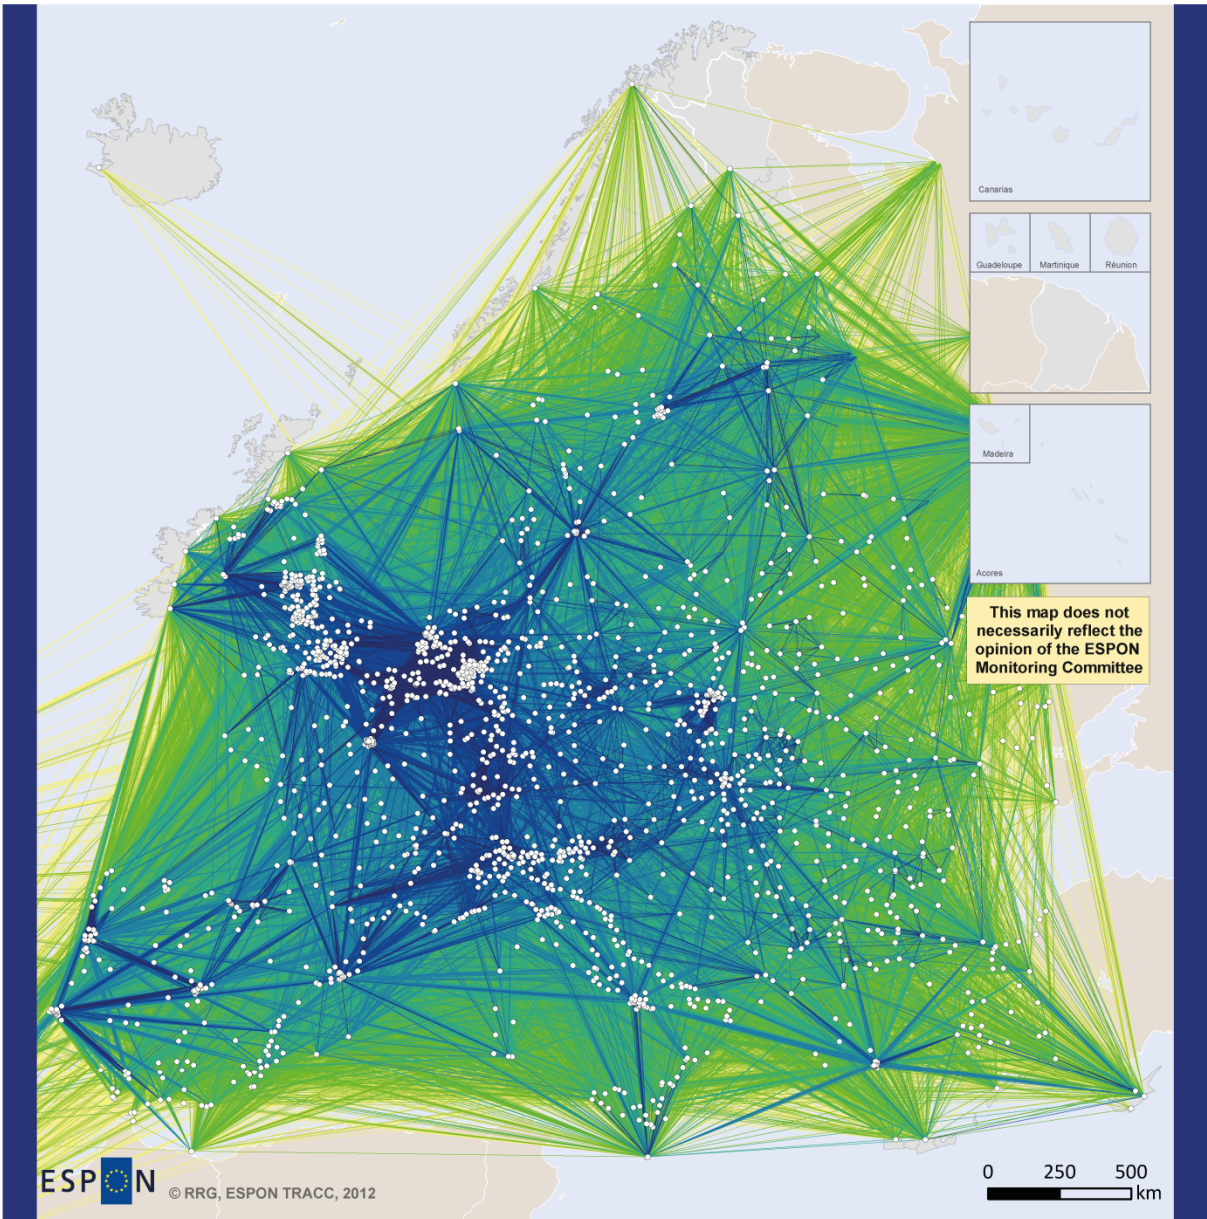 Canarias
Guadeloupe
Martinique
Réunion
Madeira
Acores
This map does not
necessarily reflect the
opinion of the ESPON
Monitoring Committee
ESPON
© RRG, ESPON TRACC, 2012
0 250 500
km